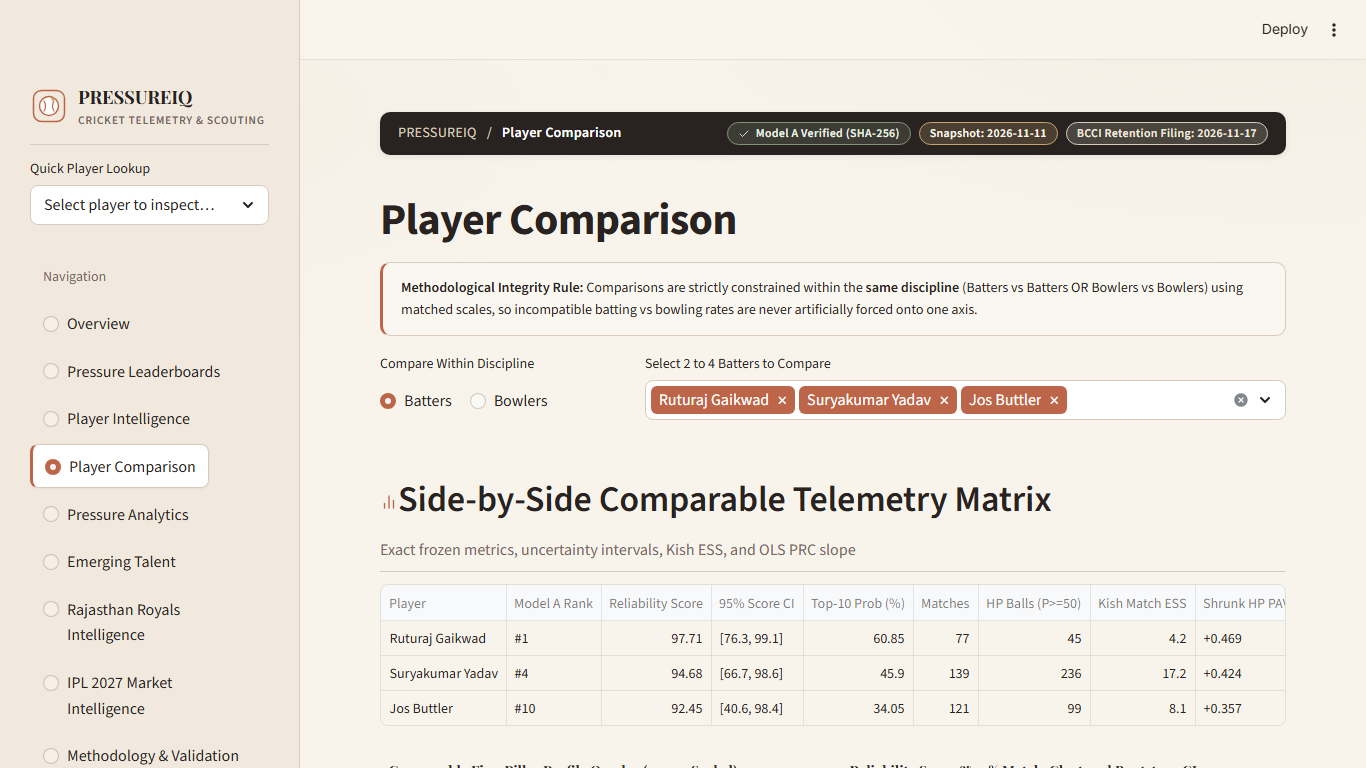 Deploy
PRESSUREIQ
CRICKET TELEMETRY & SCOUTING
Quick Player Lookup
Select player to inspect...
Navigation
Overview
Pressure Leaderboards
Player Intelligence
Player Comparison
Pressure Analytics
Emerging Talent
Rajasthan Royals
Intelligence
IPL 2027 Market
Intelligence
Methodology & Validation
PRESSUREIQ / Player Comparison ✓ Model A Verified (SHA-256) Snapshot: 2026-11-11 BCCI Retention Filing: 2026-11-17
Player Comparison
Methodological Integrity Rule: Comparisons are strictly constrained within the same discipline (Batters vs Batters OR Bowlers vs Bowlers) using
matched scales, so incompatible batting vs bowling rates are never artificially forced onto one axis.
Compare Within Discipline
Batters Bowlers
Select 2 to 4 Batters to Compare
Ruturaj Gaikwad × Suryakumar Yadav × Jos Buttler ×
Side-by-Side Comparable Telemetry Matrix
Exact frozen metrics, uncertainty intervals, Kish ESS, and OLS PRC slope
Player Model A Rank Reliability Score 95% Score CI Top-10 Prob (%) Matches HP Balls (P>=50) Kish Match ESS Shrunk HP
Ruturaj Gaikwad #1 97.71 [76.3, 99.1] 60.85 77 45 4.2 +0.469
Suryakumar Yadav #4 94.68 [66.7, 98.6] 45.9 139 236 17.2 +0.424
Jos Buttler #10 92.45 [40.6, 98.4] 34.05 121 99 8.1 +0.357